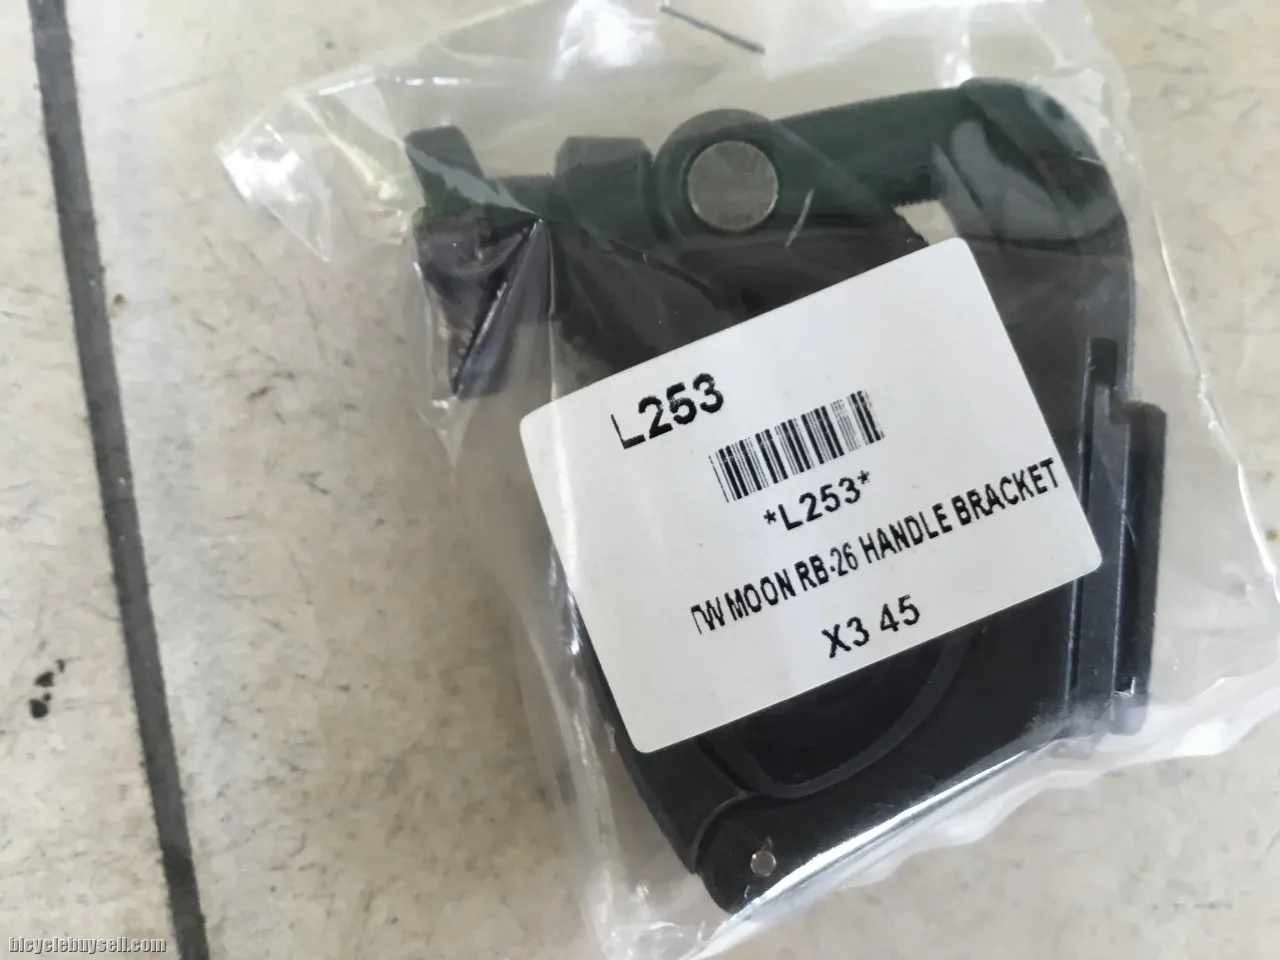 L253
*L253*
TW MOON RB-26 HANDLE BRACKET
X3 45
bicyclebuysell.com